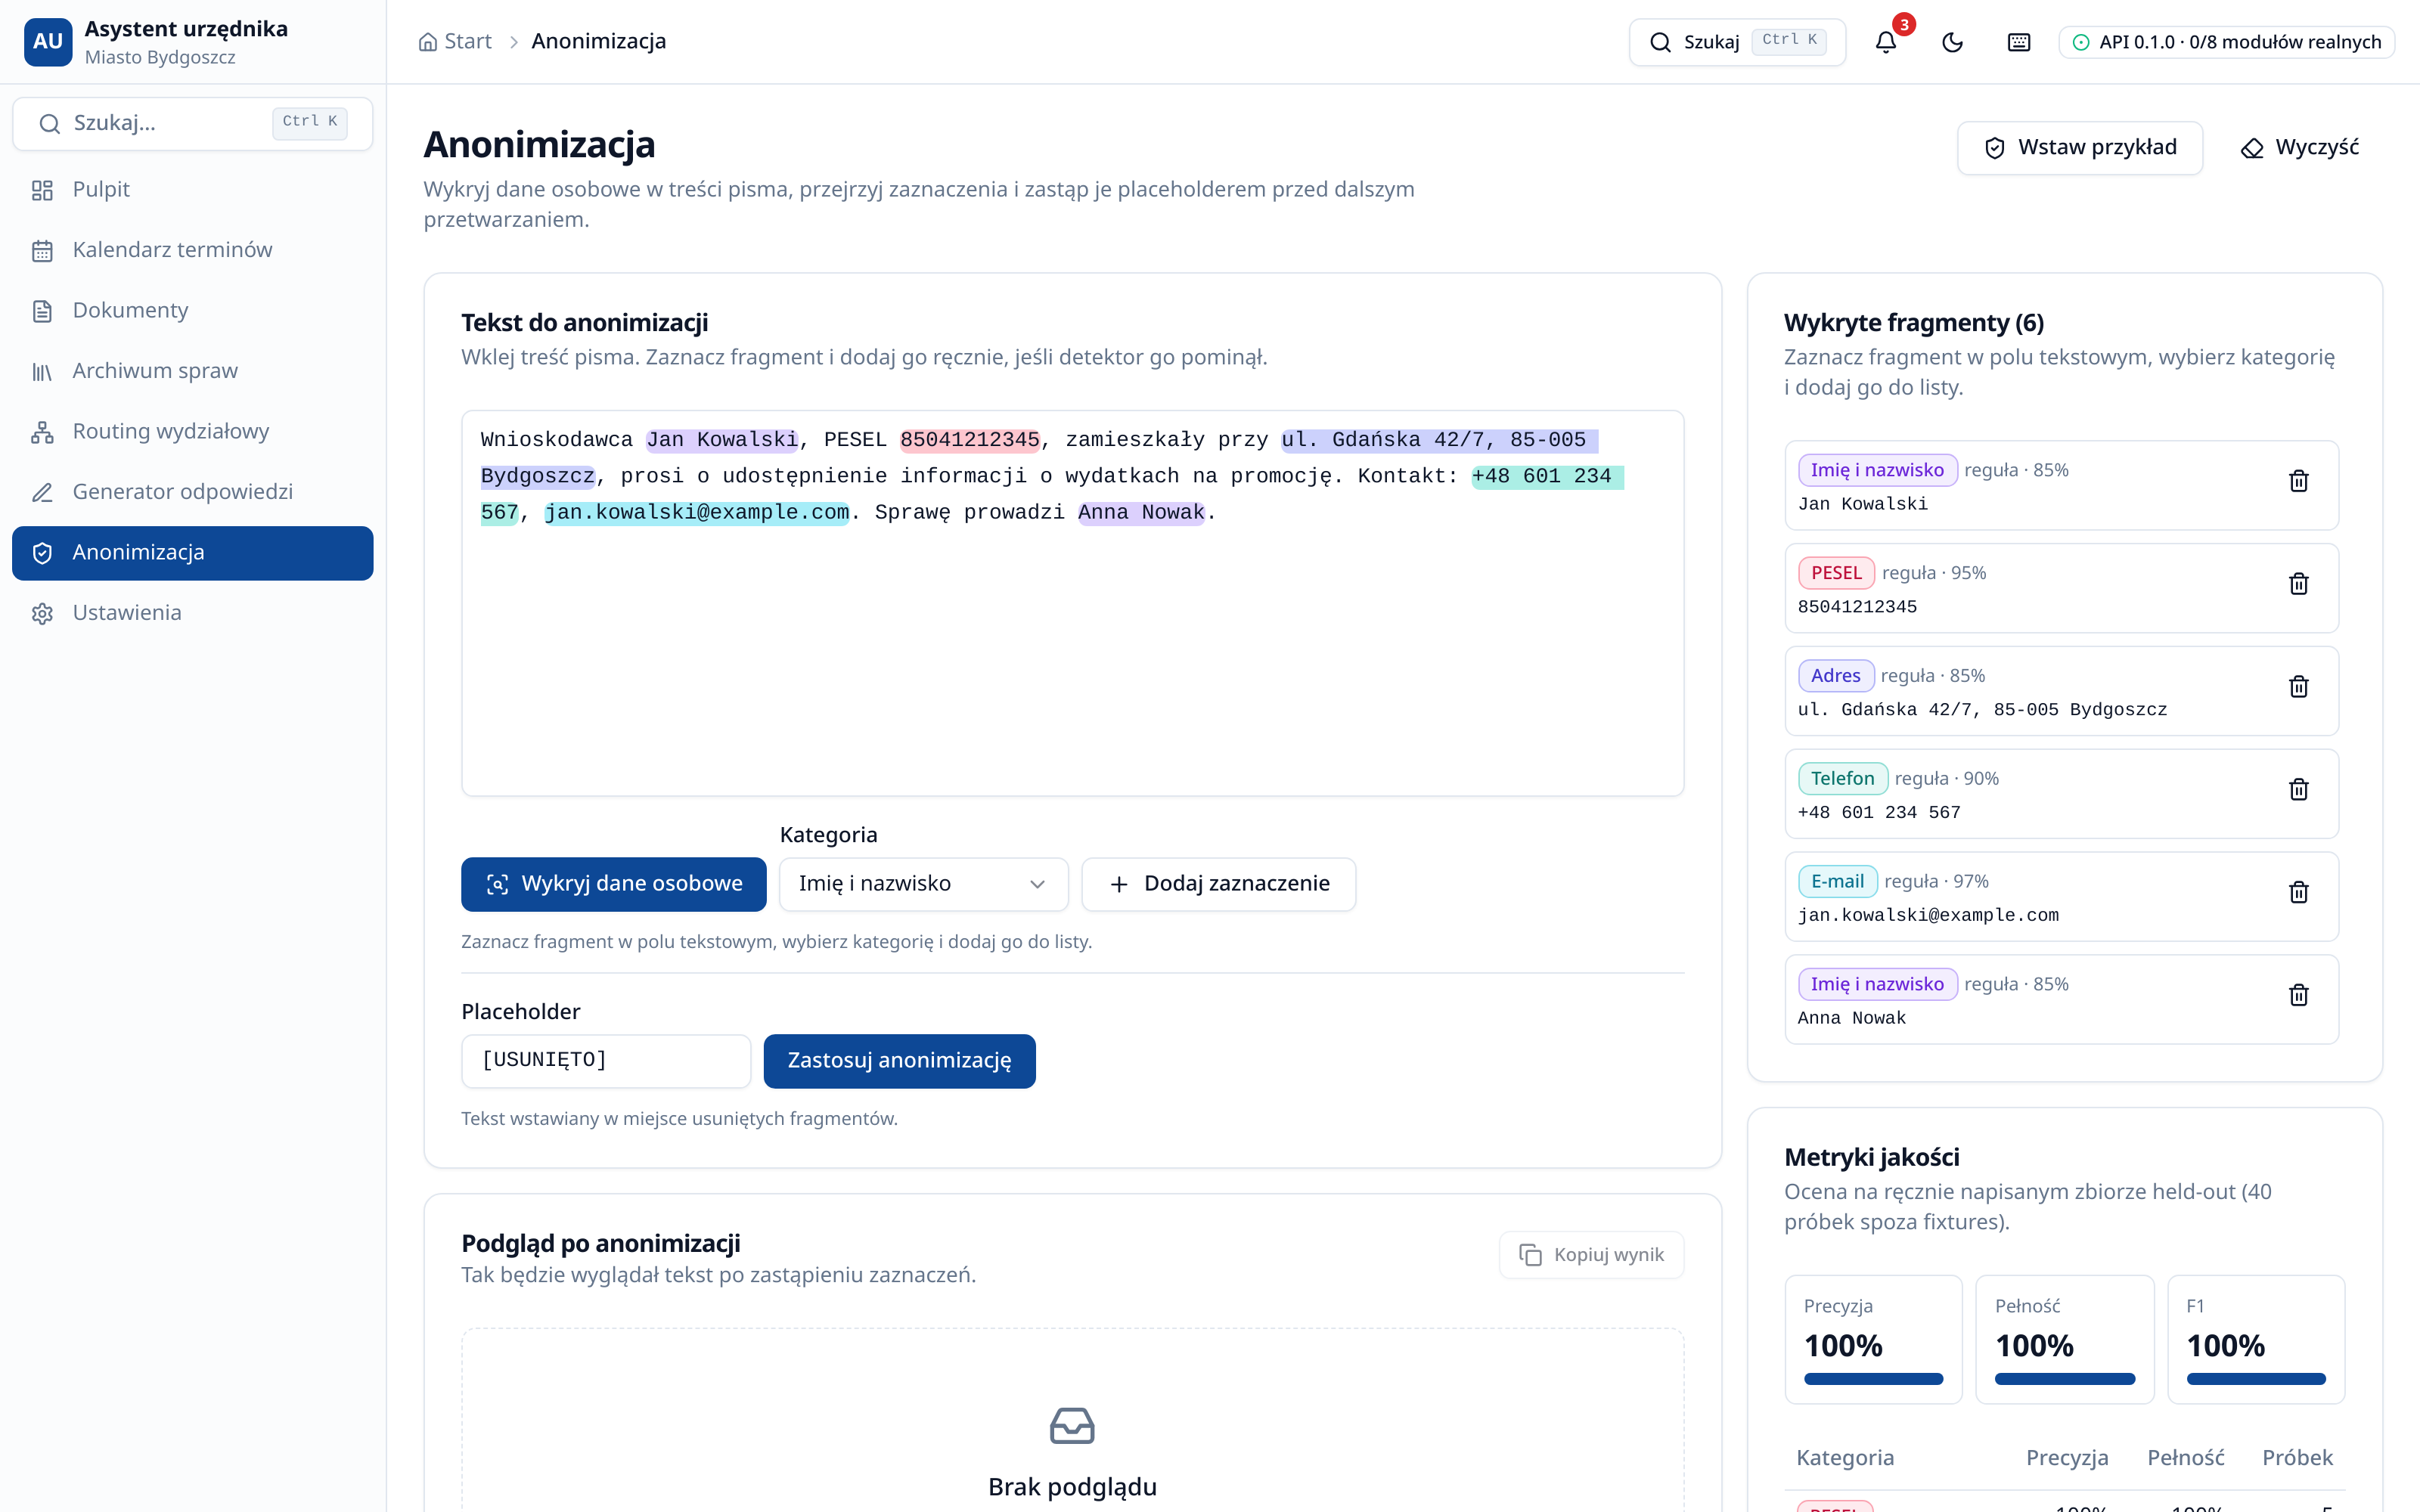 AU
Asystent urzędnika
Miasto Bydgoszcz
Szukaj...
Ctrl K
Pulpit
Kalendarz terminów
Dokumenty
Archiwum spraw
Routing wydziałowy
Generator odpowiedzi
Anonimizacja
Ustawienia
Start
Anonimizacja
Szukaj
Ctrl K
3
API 0.1.0 · 0/8 modułów realnych
Anonimizacja
Wykryj dane osobowe w treści pisma, przejrzyj zaznaczenia i zastąp je placeholderem przed dalszym
przetwarzaniem.
Wstaw przykład
Wyczyść
Tekst do anonimizacji
Wklej treść pisma. Zaznacz fragment i dodaj go ręcznie, jeśli detektor go pominął.
Wnioskodawca Jan Kowalski, PESEL 85041212345, zamieszkały przy ul. Gdańska 42/7, 85-005
Bydgoszcz, prosi o udostępnienie informacji o wydatkach na promocję. Kontakt: +48 601 234
567, jan.kowalski@example.com. Sprawę prowadzi Anna Nowak.
Kategoria
Wykryj dane osobowe
Imię i nazwisko
Dodaj zaznaczenie
Zaznacz fragment w polu tekstowym, wybierz kategorię i dodaj go do listy.
Placeholder
[USUNIĘTO]
Zastosuj anonimizację
Tekst wstawiany w miejsce usuniętych fragmentów.
Podgląd po anonimizacji
Tak będzie wyglądał tekst po zastąpieniu zaznaczeń.
Kopiuj wynik
Brak podglądu
Wykryte fragmenty (6)
Zaznacz fragment w polu tekstowym, wybierz kategorię
i dodaj go do listy.
Imię i nazwisko reguła · 85%
Jan Kowalski
PESEL reguła · 95%
85041212345
Adres reguła · 85%
ul. Gdańska 42/7, 85-005 Bydgoszcz
Telefon reguła · 90%
+48 601 234 567
E-mail reguła · 97%
jan.kowalski@example.com
Imię i nazwisko reguła · 85%
Anna Nowak
Metryki jakości
Ocena na ręcznie napisanym zbiorze held-out (40
próbek spoza fixtures).
Precyzja
100%
Pełność
100%
F1
100%
Kategoria Precyzja Pełność Próbek